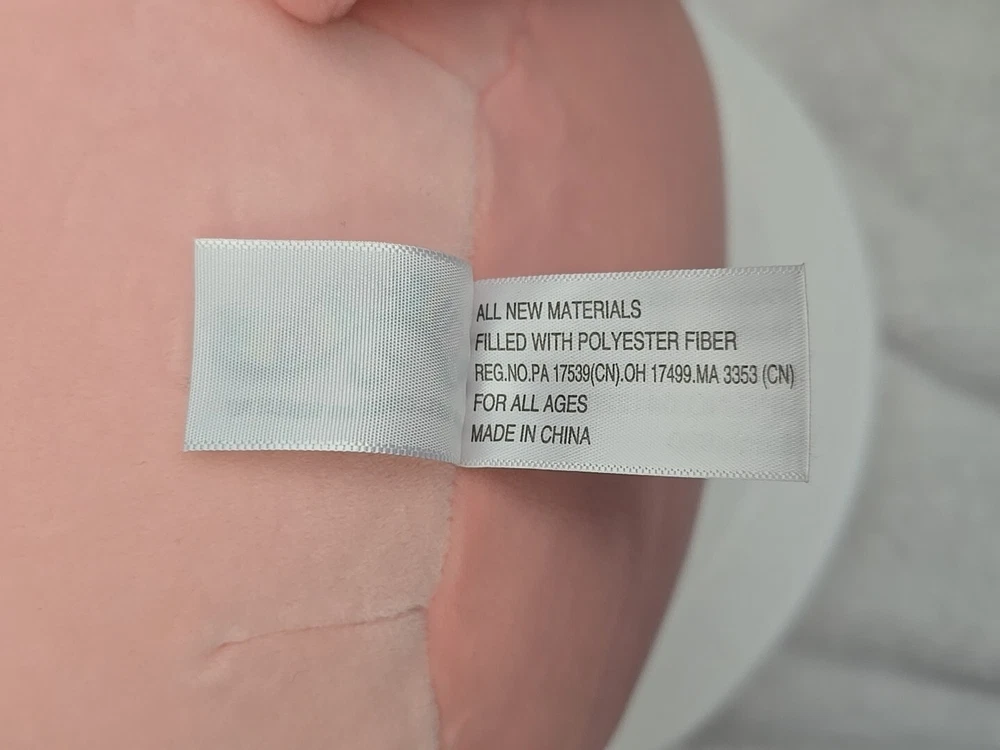 ALL NEW MATERIALS
FILLED WITH POLYESTER FIBER
REG.NO.PA 17539(CN).OH 17499.MA 3353 (CN)
FOR ALL AGES
MADE IN CHINA